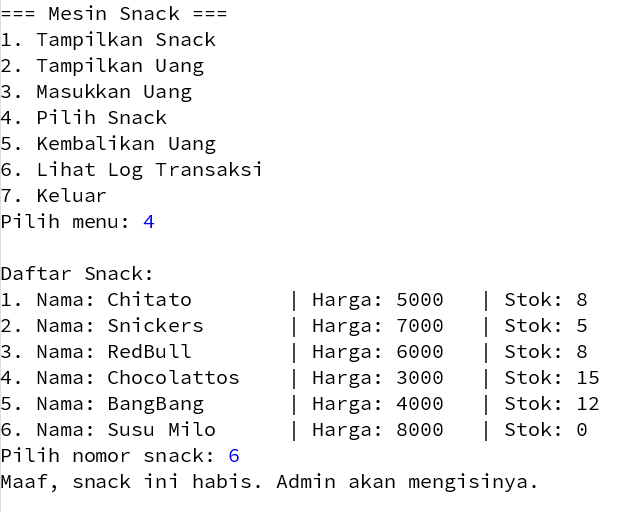 === Mesin Snack ===
1. Tampilkan Snack
2. Tampilkan Uang
3. Masukkan Uang
4. Pilih Snack
5. Kembalikan Uang
6. Lihat Log Transaksi
7. Keluar
Pilih menu: 4

Daftar Snack:
1. Nama: Chitato        | Harga: 5000   | Stok: 8
2. Nama: Snickers       | Harga: 7000   | Stok: 5
3. Nama: RedBull        | Harga: 6000   | Stok: 8
4. Nama: Chocolattos    | Harga: 3000   | Stok: 15
5. Nama: BangBang       | Harga: 4000   | Stok: 12
6. Nama: Susu Milo      | Harga: 8000   | Stok: 0
Pilih nomor snack: 6
Maaf, snack ini habis. Admin akan mengisinya.